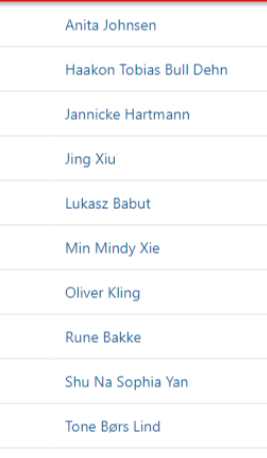 Anita Johnsen
Haakon Tobias Bull Dehn
Jannicke Hartmann
Jing Xiu
Lukasz Babut
Min Mindy Xie
Oliver Kling
Rune Bakke
Shu Na Sophia Yan
Tone Børs Lind